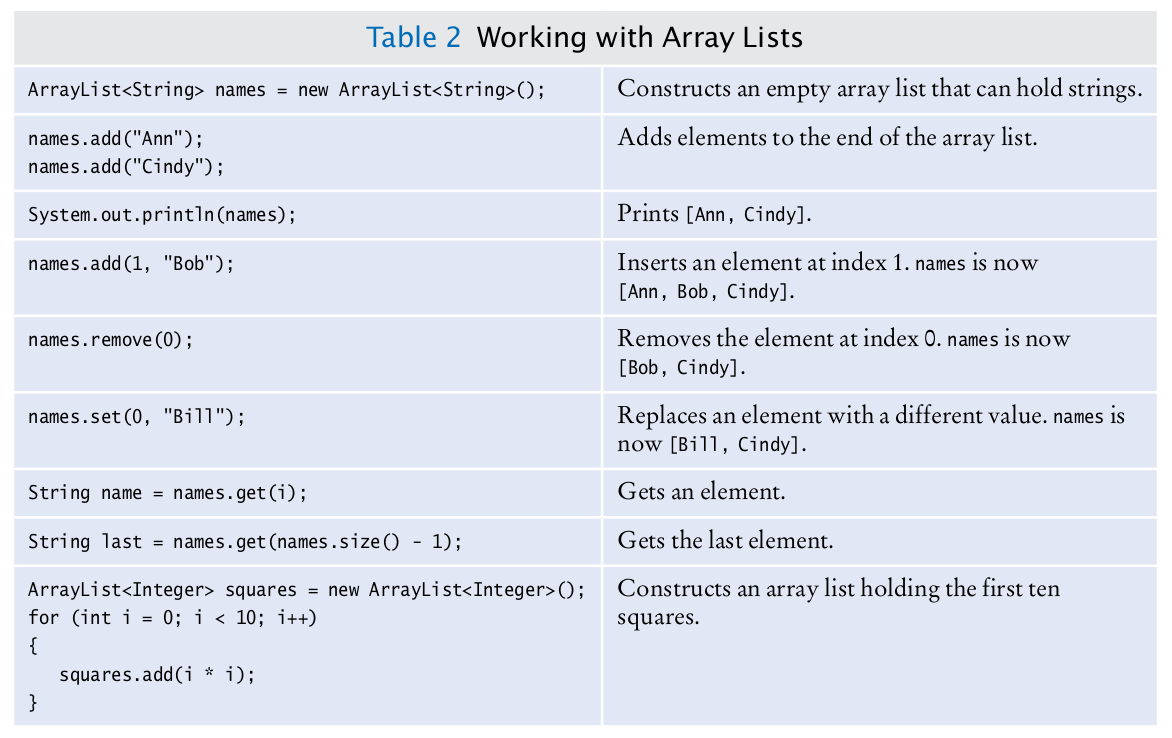 Table 2 Working with Array Lists
ArrayList<String> names = new ArrayList<String>();
Constructs an empty array list that can hold strings.
names.add("Ann");
names.add("Cindy");
Adds elements to the end of the array list.
System.out.println(names);
Prints [Ann, Cindy].
names.add(1, "Bob");
Inserts an element at index 1. names is now
[Ann, Bob, Cindy].
names.remove(0);
Removes the element at index 0. names is now
[Bob, Cindy].
names.set(0, "Bill");
Replaces an element with a different value. names is
now [Bill, Cindy].
String name = names.get(i);
Gets an element.
String last = names.get(names.size() - 1);
Gets the last element.
ArrayList<Integer> squares = new ArrayList<Integer>();
for (int i = 0; i < 10; i++)
{
   squares.add(i * i);
}
Constructs an array list holding the first ten
squares.